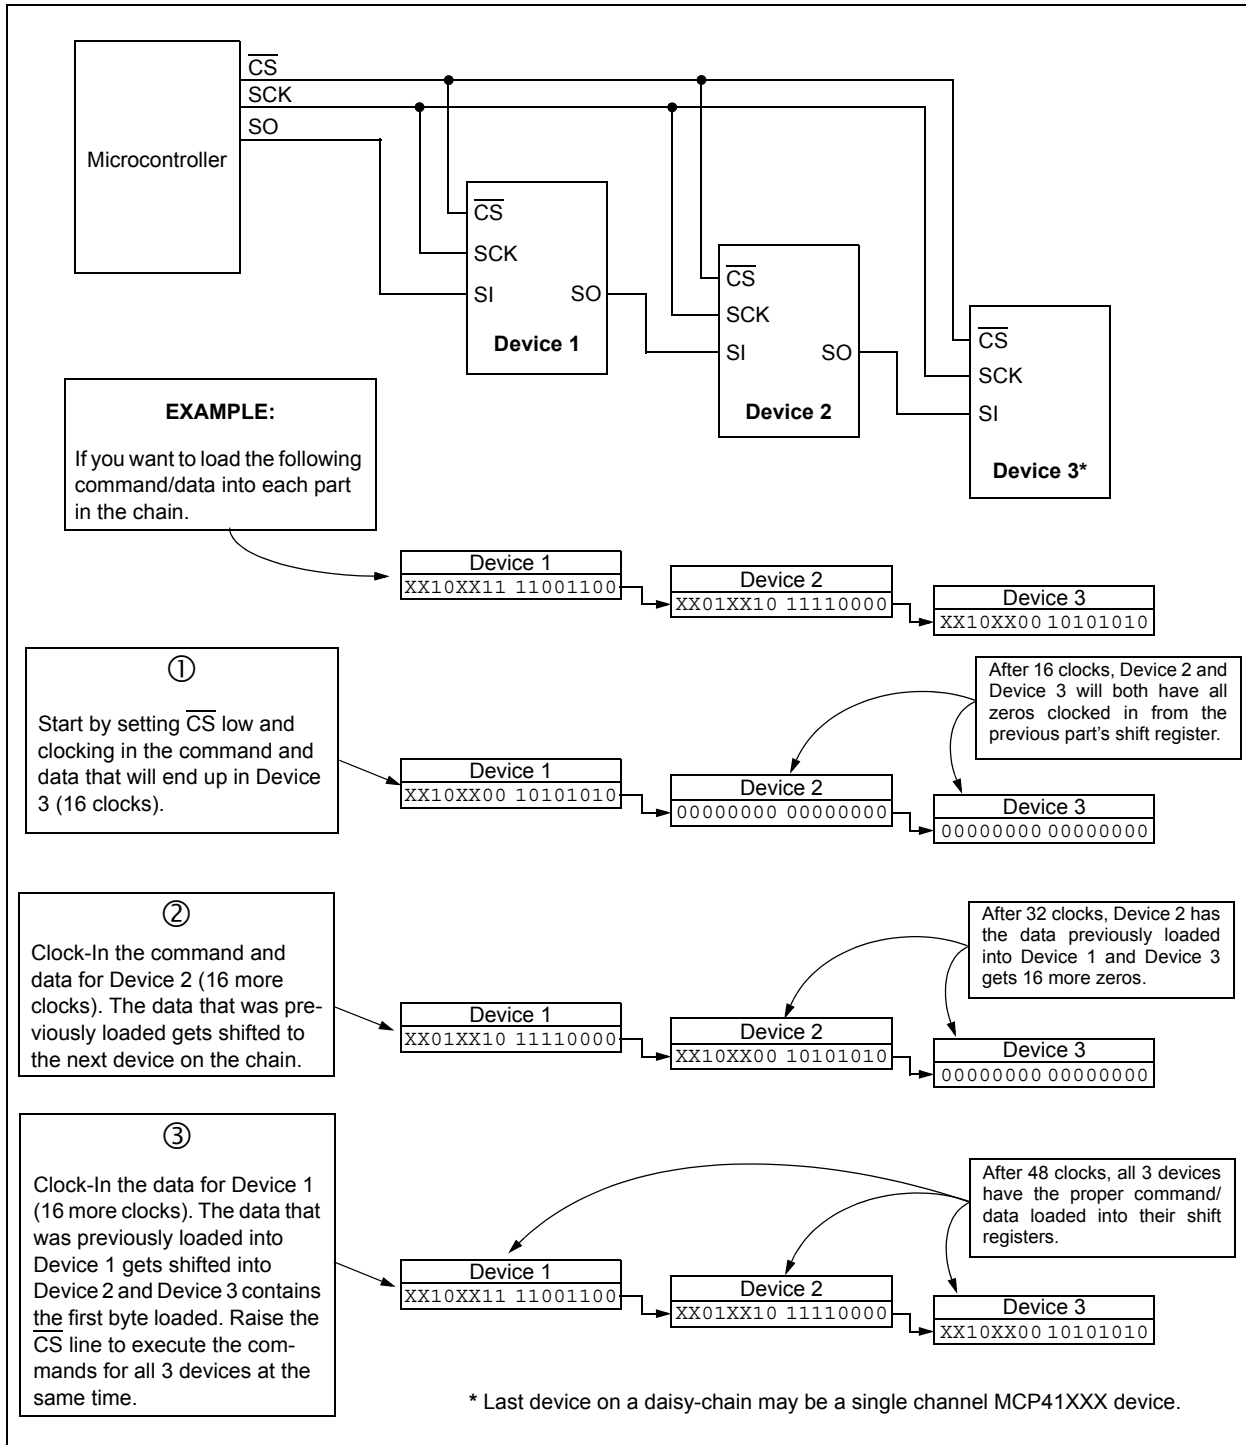 C̅S̅
SCK
SO
Microcontroller
C̅S̅
SCK
SI SO
Device 1
C̅S̅
SCK
SI SO
Device 2
C̅S̅
SCK
SI
Device 3*
EXAMPLE:
If you want to load the following
command/data into each part
in the chain.
Device 1
XX10XX11 11001100
Device 2
XX01XX10 11110000
Device 3
XX10XX00 10101010
①
Start by setting C̅S̅ low and
clocking in the command and
data that will end up in Device
3 (16 clocks).
After 16 clocks, Device 2 and
Device 3 will both have all
zeros clocked in from the
previous part's shift register.
Device 1
XX10XX00 10101010
Device 2
00000000 00000000
Device 3
00000000 00000000
②
Clock-In the command and
data for Device 2 (16 more
clocks). The data that was pre-
viously loaded gets shifted to
the next device on the chain.
After 32 clocks, Device 2 has
the data previously loaded
into Device 1 and Device 3
gets 16 more zeros.
Device 1
XX01XX10 11110000
Device 2
XX10XX00 10101010
Device 3
00000000 00000000
③
Clock-In the data for Device 1
(16 more clocks). The data that
was previously loaded into
Device 1 gets shifted into
Device 2 and Device 3 contains
the first byte loaded. Raise the
C̅S̅ line to execute the com-
mands for all 3 devices at the
same time.
After 48 clocks, all 3 devices
have the proper command/
data loaded into their shift
registers.
Device 1
XX10XX11 11001100
Device 2
XX01XX10 11110000
Device 3
XX10XX00 10101010
* Last device on a daisy-chain may be a single channel MCP41XXX device.